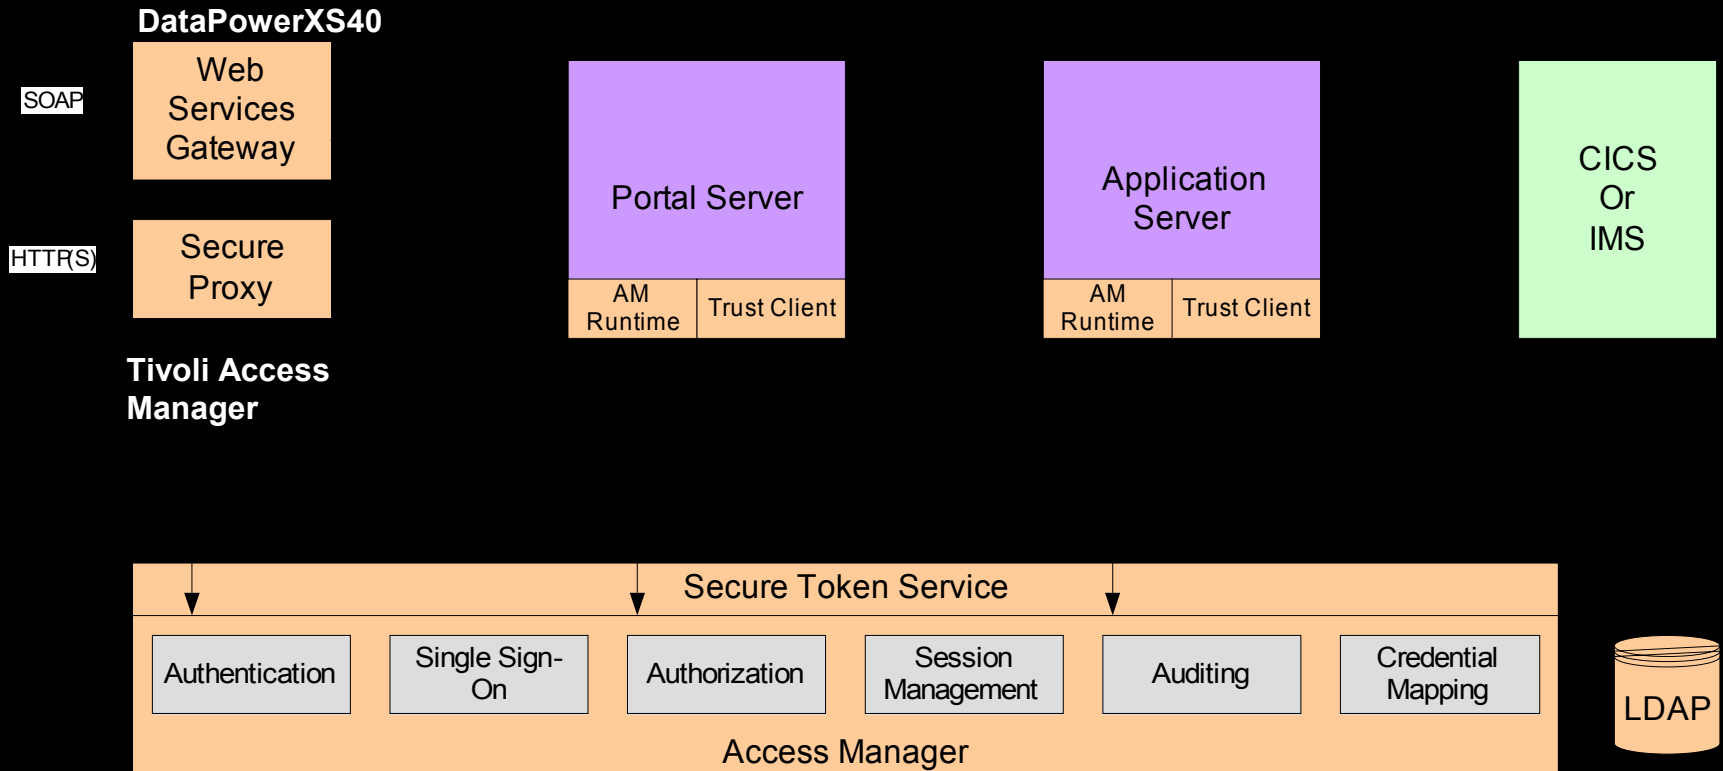 DataPowerXS40
Web
Services
Gateway
SOAP
Secure
Proxy
HTTP(S)
Tivoli Access
Manager
Portal Server
AM
Runtime
Trust Client
Application
Server
AM
Runtime
Trust Client
CICS
Or
IMS
Secure Token Service
Authentication
Single Sign-
On
Authorization
Session
Management
Auditing
Credential
Mapping
Access Manager
LDAP